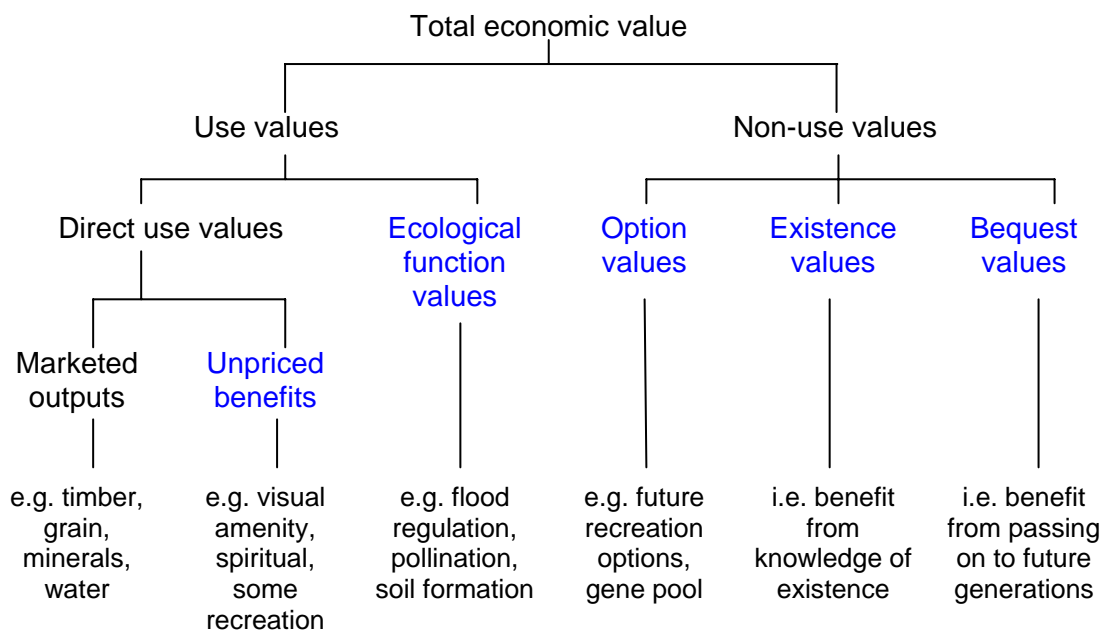 Total economic value
Use values
Non-use values
Direct use values
Ecological
function
values
Option
values
Existence
values
Bequest
values
Marketed
outputs
Unpriced
benefits
e.g. timber,
grain,
minerals,
water
e.g. visual
amenity,
spiritual,
some
recreation
e.g. flood
regulation,
pollination,
soil formation
e.g. future
recreation
options,
gene pool
i.e. benefit
from
knowledge of
existence
i.e. benefit
from passing
on to future
generations